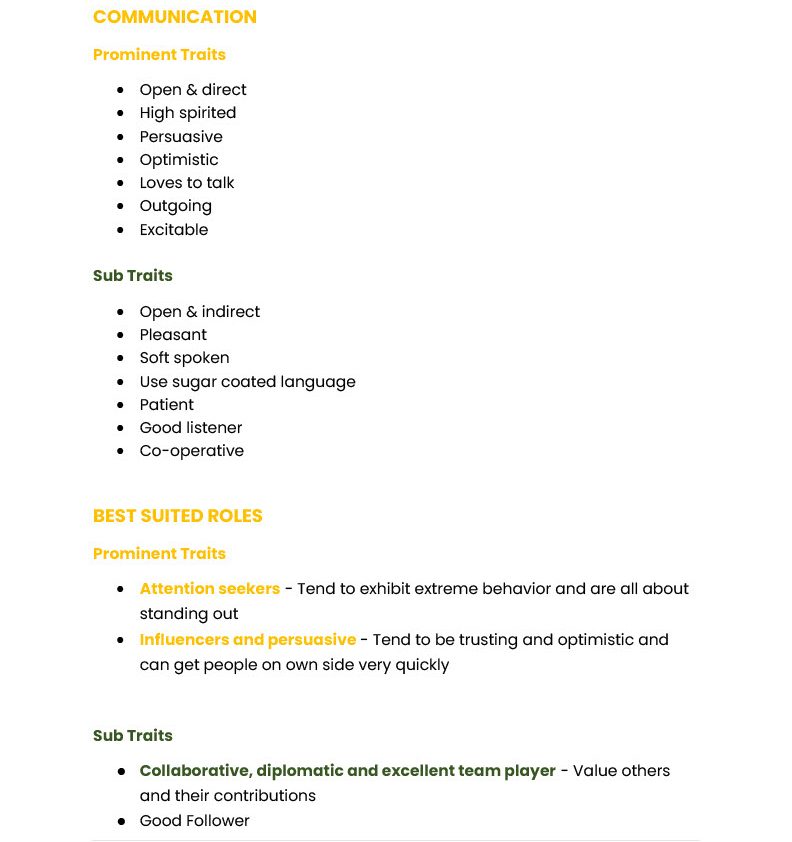 COMMUNICATION
Prominent Traits
• Open & direct
• High spirited
• Persuasive
• Optimistic
• Loves to talk
• Outgoing
• Excitable
Sub Traits
• Open & indirect
• Pleasant
• Soft spoken
• Use sugar coated language
• Patient
• Good listener
• Co-operative
BEST SUITED ROLES
Prominent Traits
• Attention seekers - Tend to exhibit extreme behavior and are all about
standing out
• Influencers and persuasive - Tend to be trusting and optimistic and
can get people on own side very quickly
Sub Traits
• Collaborative, diplomatic and excellent team player - Value others
and their contributions
• Good Follower